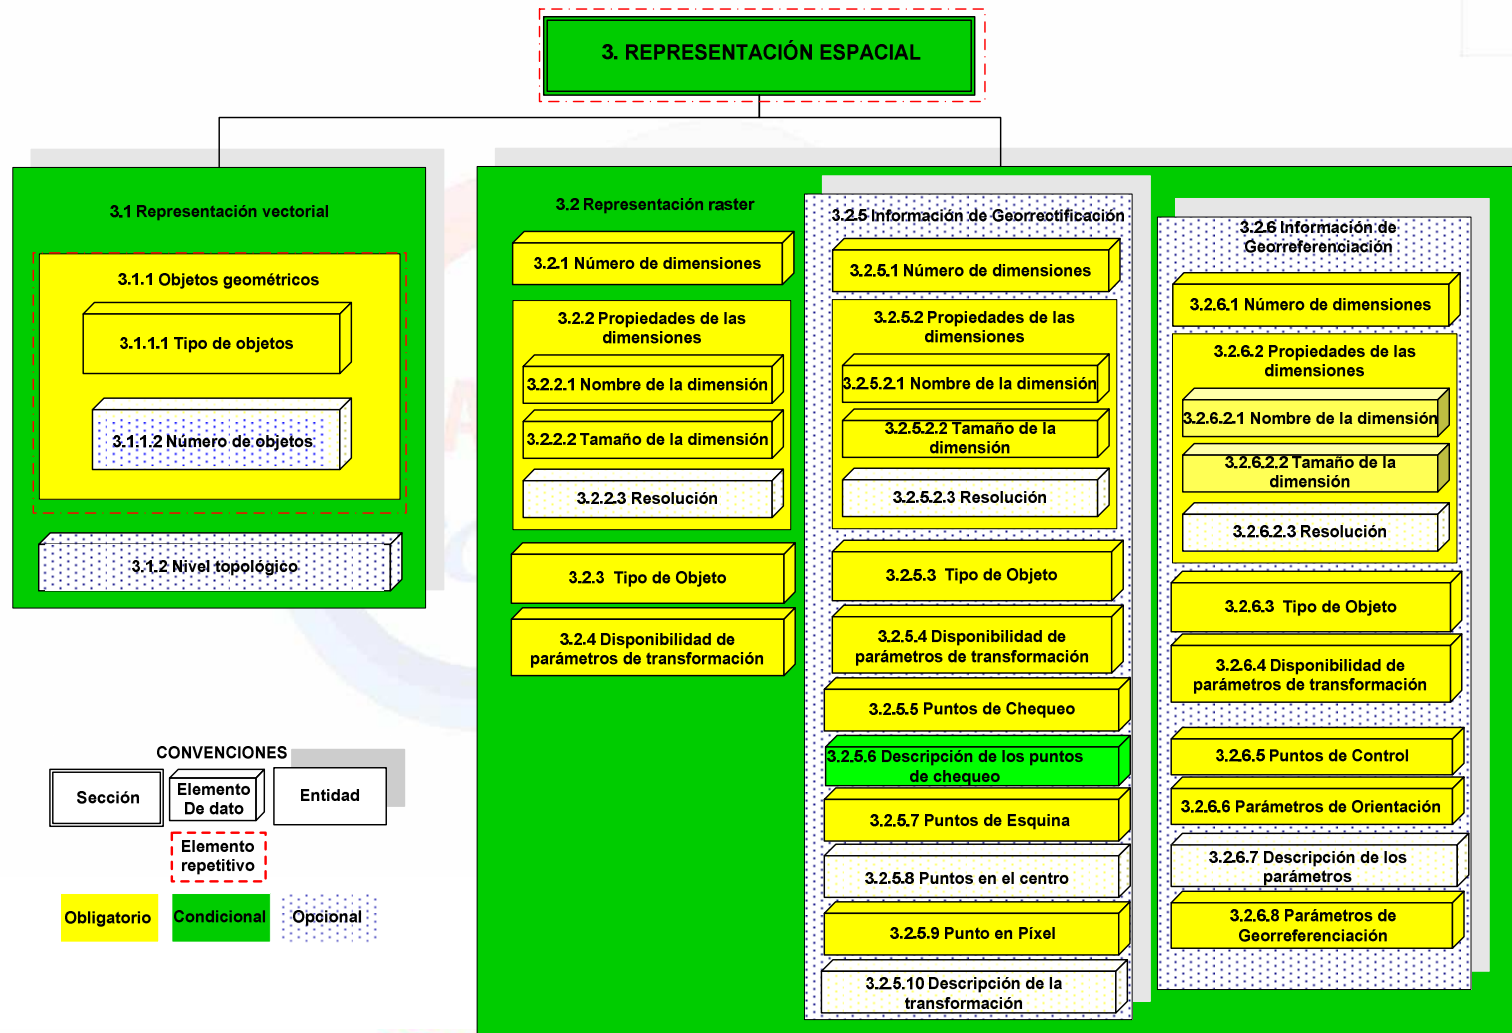 3. REPRESENTACIÓN ESPACIAL
3.1 Representación vectorial
3.1.1 Objetos geométricos
3.1.1.1 Tipo de objetos
3.1.1.2 Número de objetos
3.1.2 Nivel topológico
3.2 Representación raster
3.2.1 Número de dimensiones
3.2.2 Propiedades de las
dimensiones
3.2.2.1 Nombre de la dimensión
3.2.2.2 Tamaño de la dimensión
3.2.2.3 Resolución
3.2.3 Tipo de Objeto
3.2.4 Disponibilidad de
parámetros de transformación
3.2.5 Información de Georrectificación
3.2.5.1 Número de dimensiones
3.2.5.2 Propiedades de las
dimensiones
3.2.5.2.1 Nombre de la dimensión
3.2.5.2.2 Tamaño de la
dimensión
3.2.5.2.3 Resolución
3.2.5.3 Tipo de Objeto
3.2.5.4 Disponibilidad de
parámetros de transformación
3.2.5.5 Puntos de Chequeo
3.2.5.6 Descripción de los puntos
de chequeo
3.2.5.7 Puntos de Esquina
3.2.5.8 Puntos en el centro
3.2.5.9 Punto en Píxel
3.2.5.10 Descripción de la
transformación
3.2.6 Información de
Georreferenciación
3.2.6.1 Número de dimensiones
3.2.6.2 Propiedades de las
dimensiones
3.2.6.2.1 Nombre de la dimensión
3.2.6.2.2 Tamaño de la
dimensión
3.2.6.2.3 Resolución
3.2.6.3 Tipo de Objeto
3.2.6.4 Disponibilidad de
parámetros de transformación
3.2.6.5 Puntos de Control
3.2.6.6 Parámetros de Orientación
3.2.6.7 Descripción de los
parámetros
3.2.6.8 Parámetros de
Georreferenciación
CONVENCIONES
Sección
Elemento
De dato
Entidad
Elemento
repetitivo
Obligatorio
Condicional
Opcional